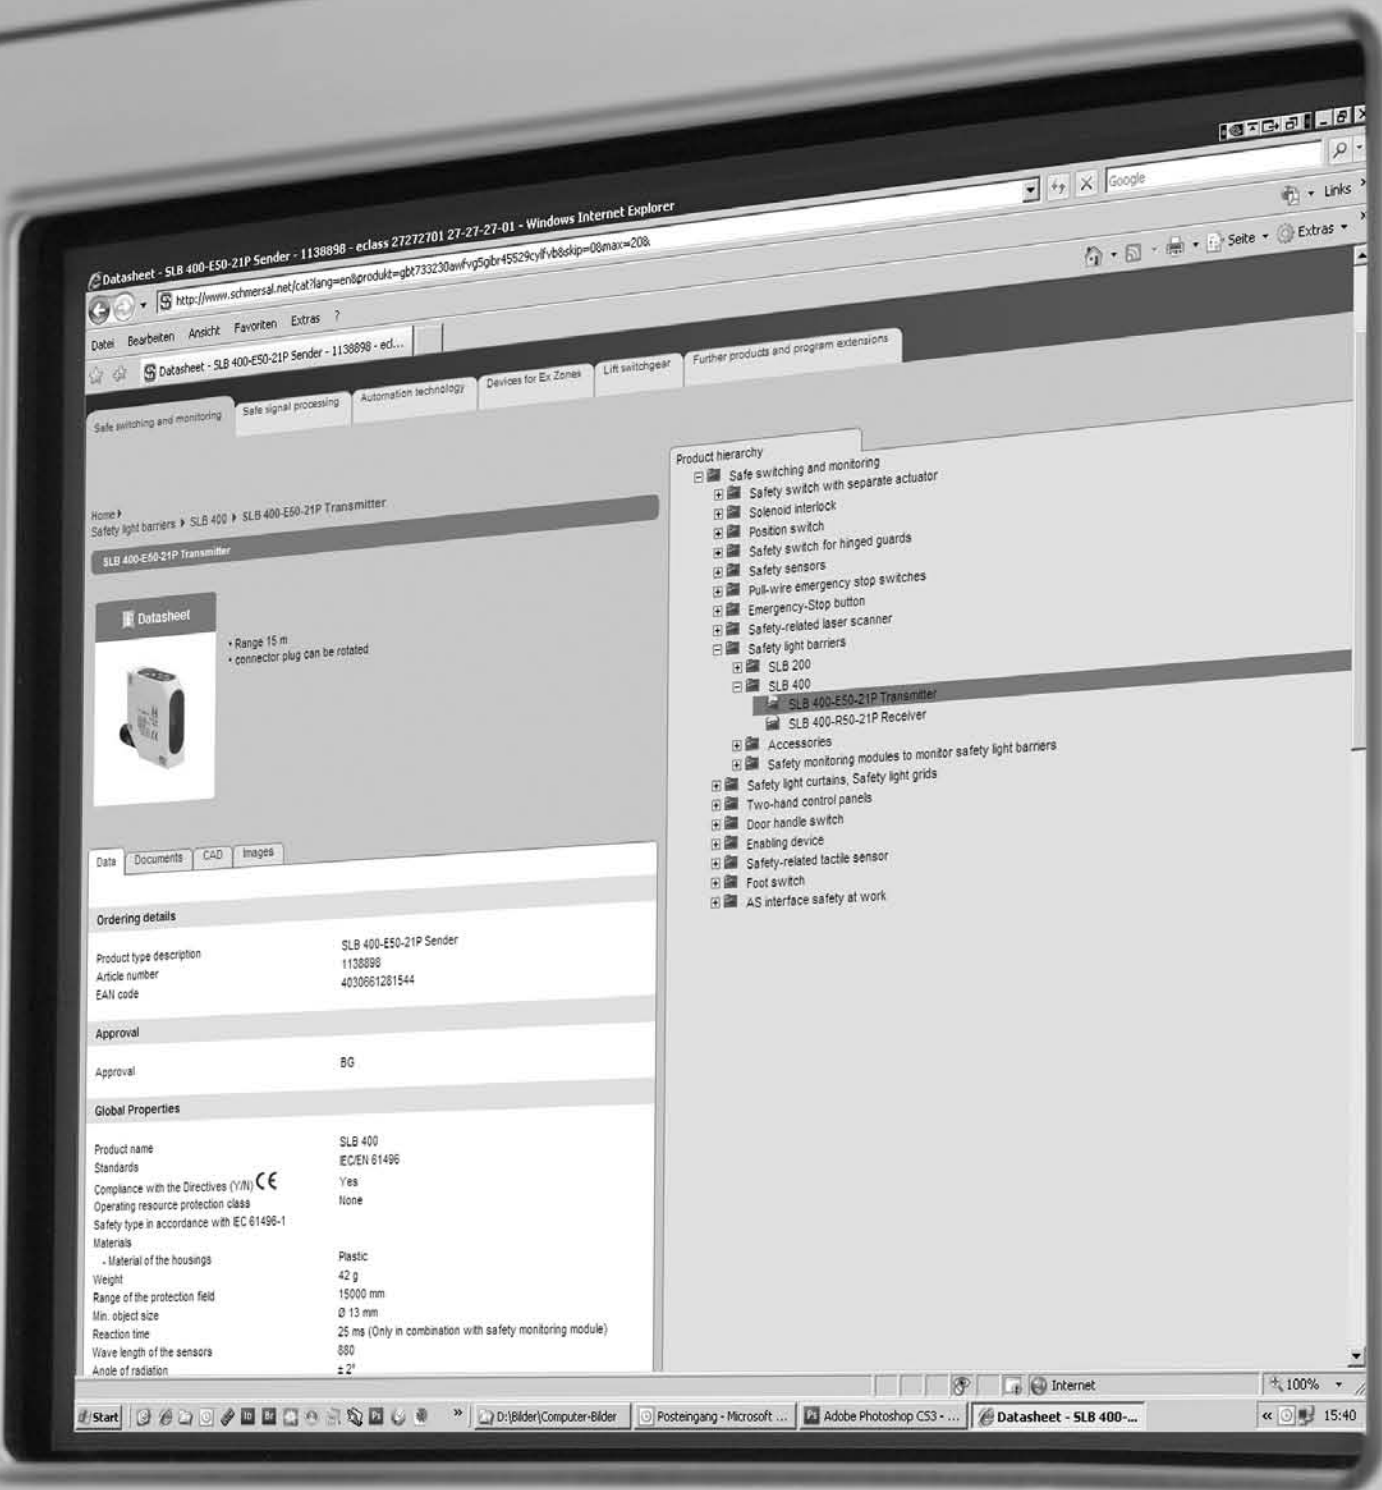 Datasheet - SLB 400-E50-21P Sender - 1138898 - eclass 27272701 27-27-27-01 - Windows Internet Explorer
http://www.schmersal.net/cat?lang=en&produkt=gbt733230awfvg5gibr45529cylfvb&skip=0&max=20&
Google
Datei Bearbeiten Ansicht Favoriten Extras ?
Links
Datasheet - SLB 400-E50-21P Sender - 1138898 - ecl...
Seite Extras
Safe switching and monitoring Safe signal processing Automation technology Devices for Ex Zones Lift switchgear Further products and program extensions
Home
Safety light barriers SLB 400 SLB 400-E50-21P Transmitter
SLB 400-E50-21P Transmitter
Datasheet
• Range 15 m
• connector plug can be rotated
Data Documents CAD Images
Ordering details
Product type description SLB 400-E50-21P Sender
Article number 1138898
EAN code 4030661281544
Approval
Approval BG
Global Properties
Product name SLB 400
Standards IEC/EN 61496
Compliance with the Directives (Y/N) CE Yes
Operating resource protection class None
Safety type in accordance with IEC 61496-1
Materials
- Material of the housings Plastic
Weight 42 g
Range of the protection field 15000 mm
Min. object size Ø 13 mm
Reaction time 25 ms (Only in combination with safety monitoring module)
Wave length of the sensors 880
Angle of radiation ± 2°
Product hierarchy
Safe switching and monitoring
Safety switch with separate actuator
Solenoid interlock
Position switch
Safety switch for hinged guards
Safety sensors
Pull-wire emergency stop switches
Emergency-Stop button
Safety-related laser scanner
Safety light barriers
SLB 200
SLB 400
SLB 400-E50-21P Transmitter
SLB 400-R50-21P Receiver
Accessories
Safety monitoring modules to monitor safety light barriers
Safety light curtains, Safety light grids
Two-hand control panels
Door handle switch
Enabling device
Safety-related tactile sensor
Foot switch
AS interface safety at work
Internet 100%
Start » D:\Bilder\Computer-Bilder Posteingang - Microsoft ... Adobe Photoshop CS3 - ... Datasheet - SLB 400-... « 15:40